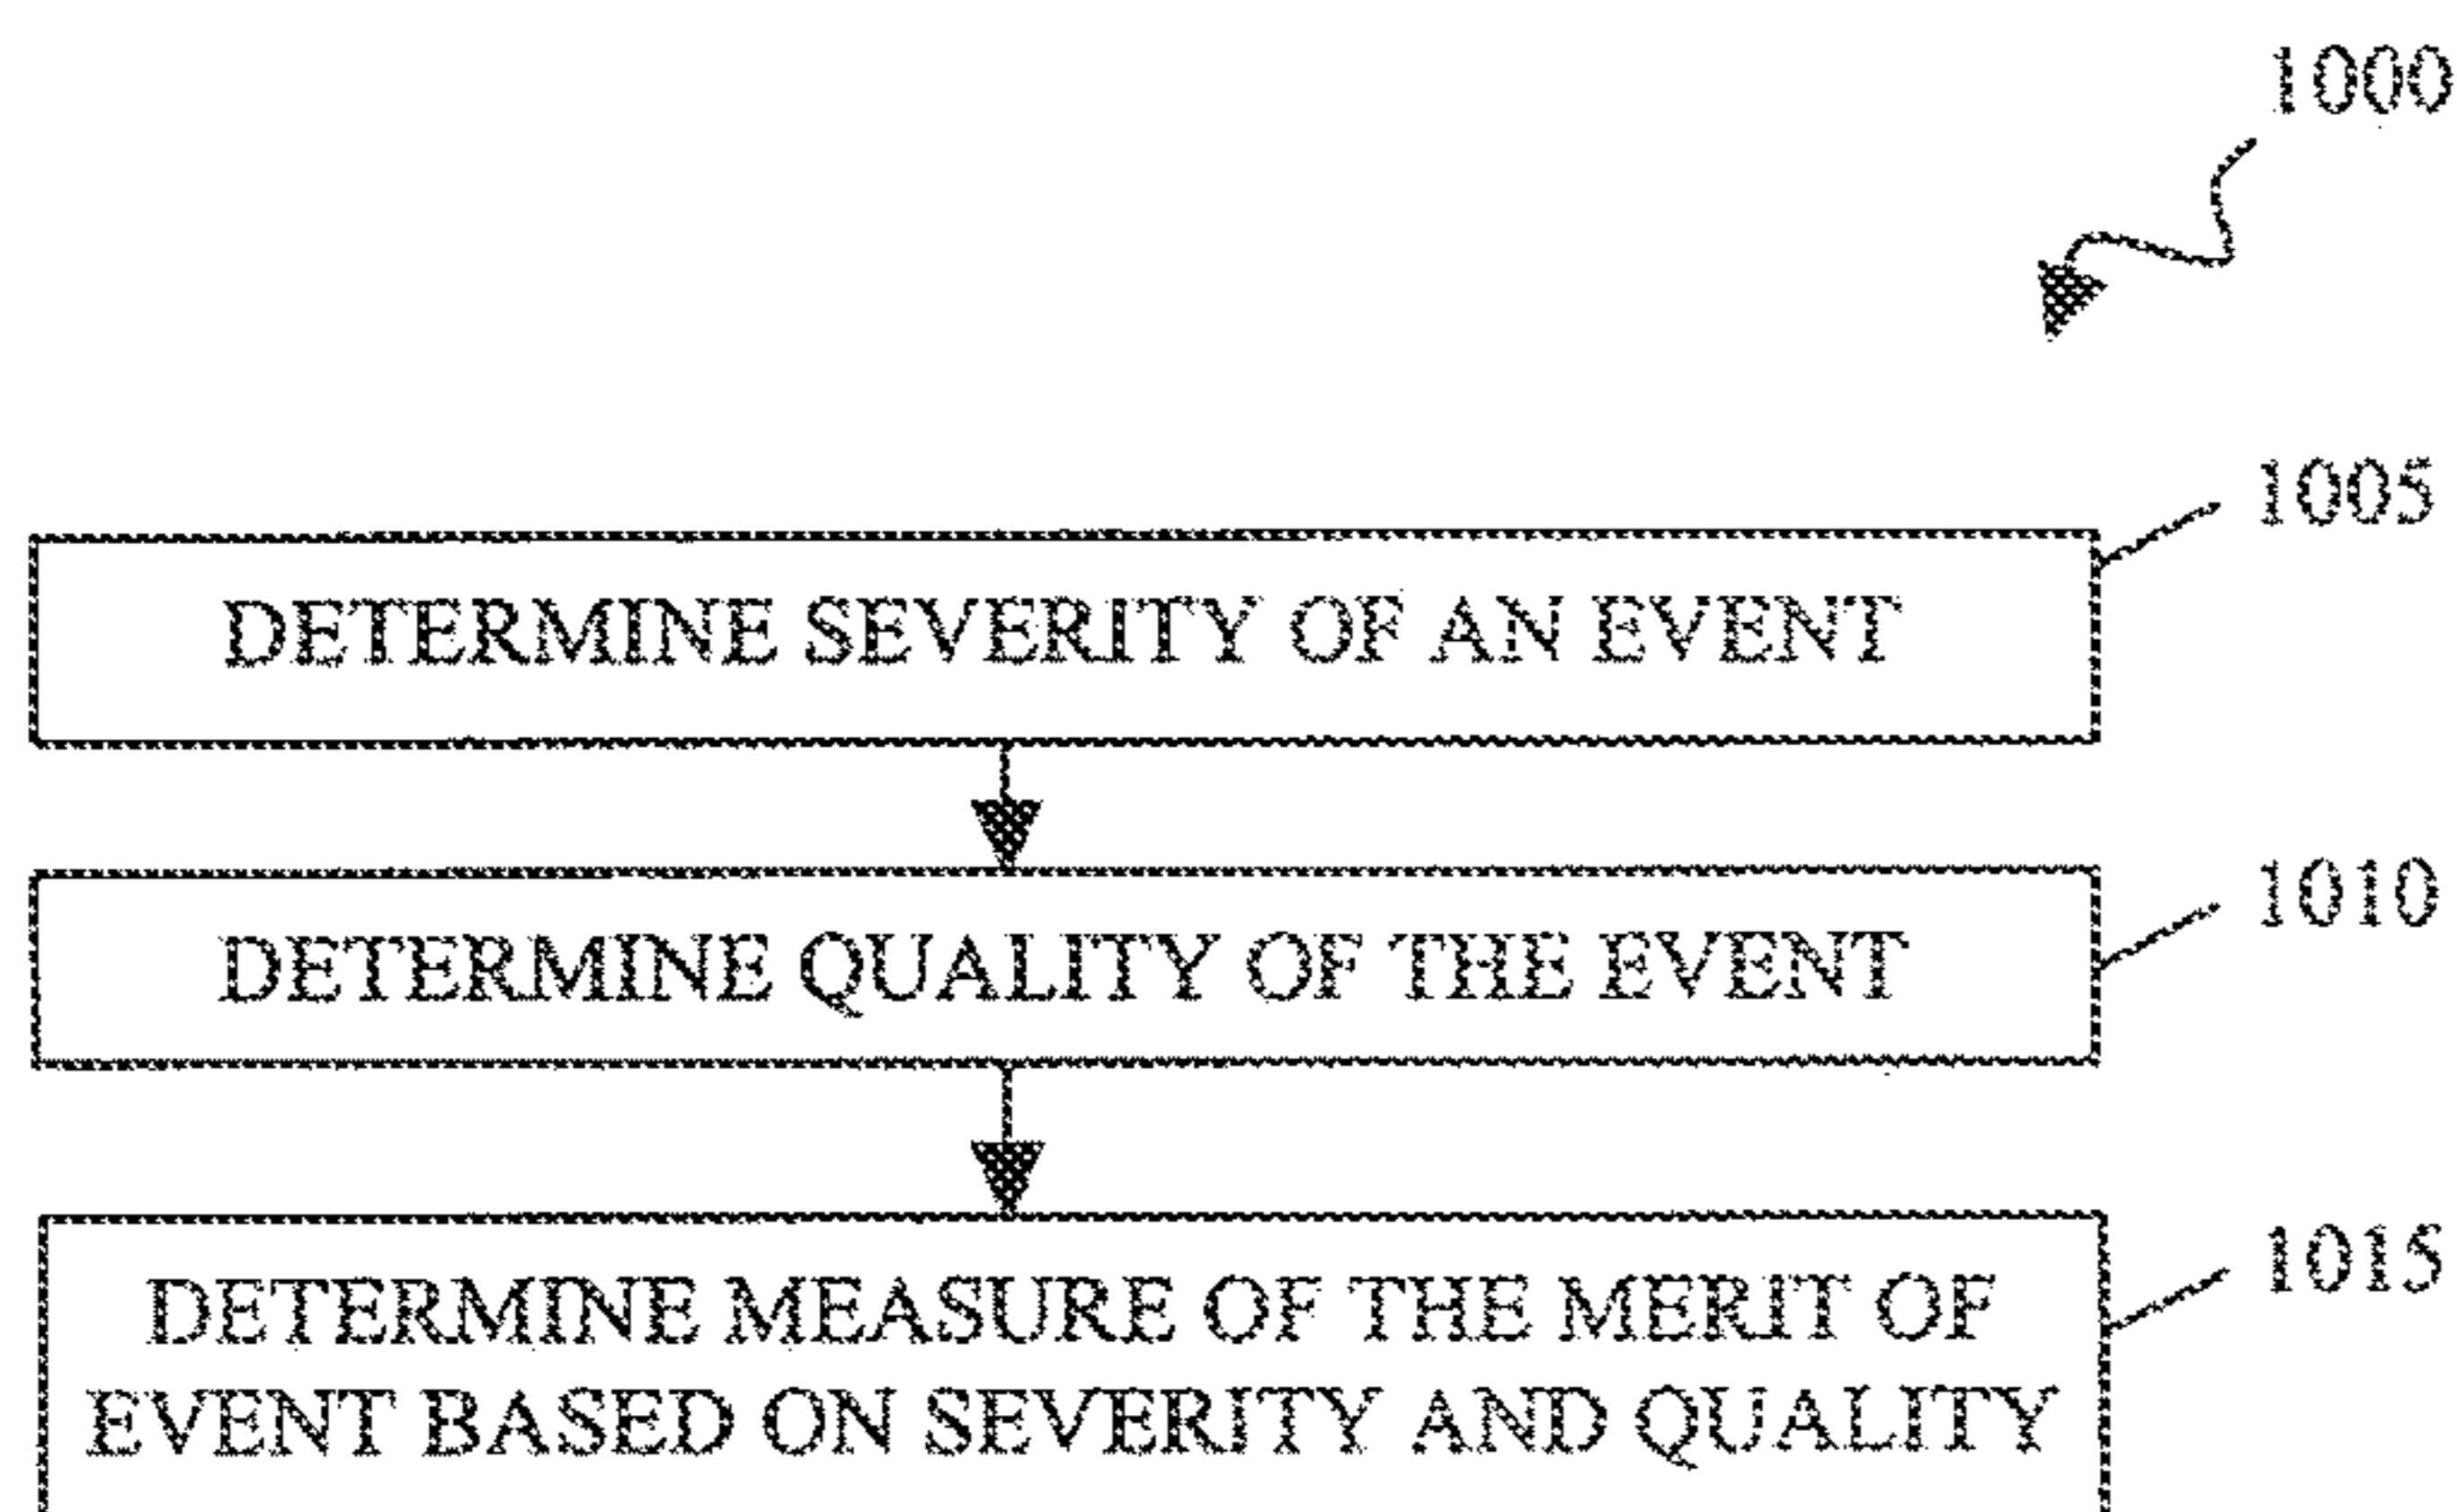 1000
1005
DETERMINE SEVERITY OF AN EVENT
1010
DETERMINE QUALITY OF THE EVENT
1015
DETERMINE MEASURE OF THE MERIT OF
EVENT BASED ON SEVERITY AND QUALITY